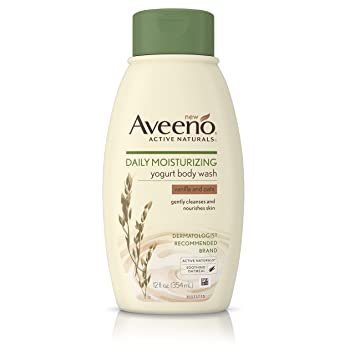 new
Aveeno®
ACTIVE NATURALS®
DAILY MOISTURIZING
yogurt body wash
vanilla and oats
gently cleanses and
nourishes skin
DERMATOLOGIST
RECOMMENDED
BRAND
ACTIVE NATURALS®
SOOTHING
OATMEAL
12 fl. oz (354 mL)